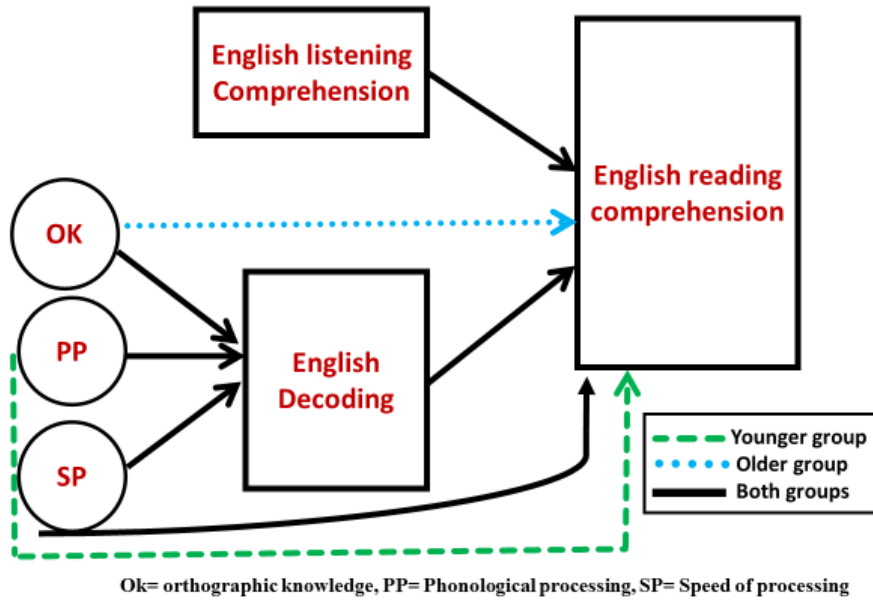 English listening
Comprehension
English reading
comprehension
OK
PP
SP
English
Decoding
Younger group
Older group
Both groups
Ok= orthographic knowledge, PP= Phonological processing, SP= Speed of processing